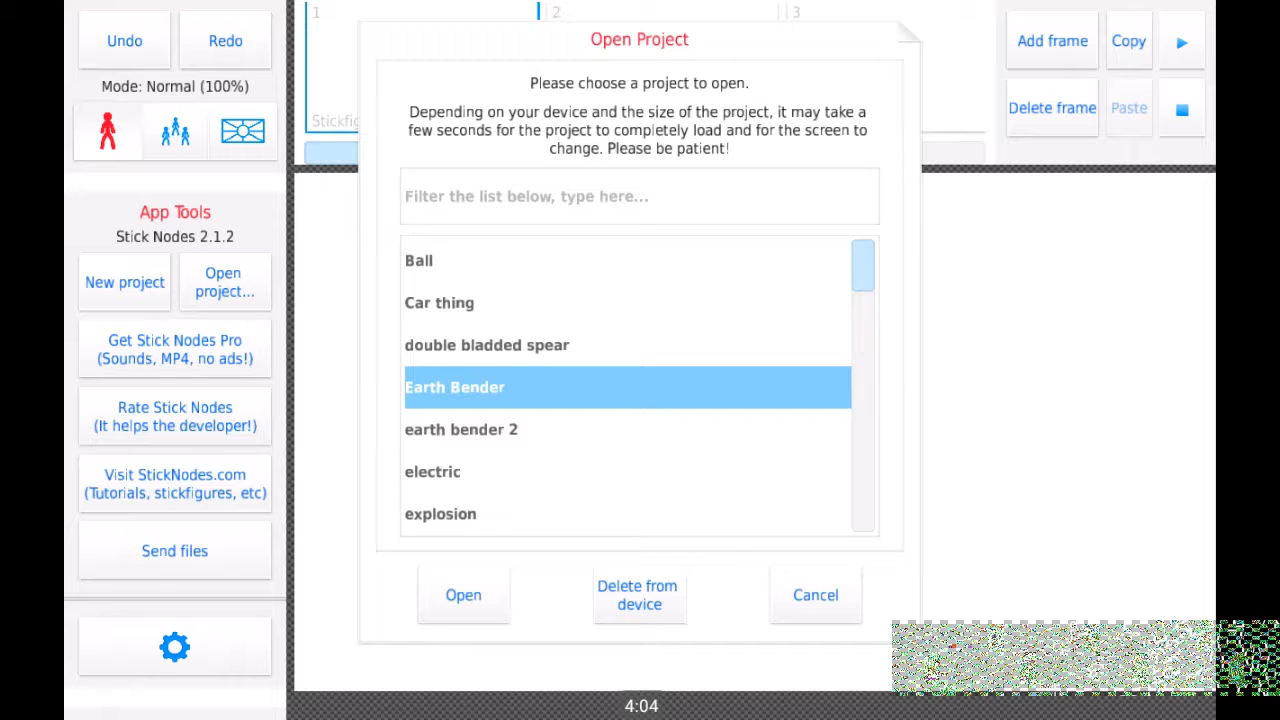 Undo
Redo
Mode: Normal (100%)
App Tools
Stick Nodes 2.1.2
New project
Open
project...
Get Stick Nodes Pro
(Sounds, MP4, no ads!)
Rate Stick Nodes
(It helps the developer!)
Visit StickNodes.com
(Tutorials, stickfigures, etc)
Send files
1
2
3
Stickfig
Open Project
Please choose a project to open.
Depending on your device and the size of the project, it may take a
few seconds for the project to completely load and for the screen to
change. Please be patient!
Filter the list below, type here...
Ball
Car thing
double bladded spear
Earth Bender
earth bender 2
electric
explosion
Open
Delete from
device
Cancel
Add frame
Copy
Delete frame
Paste
4:04